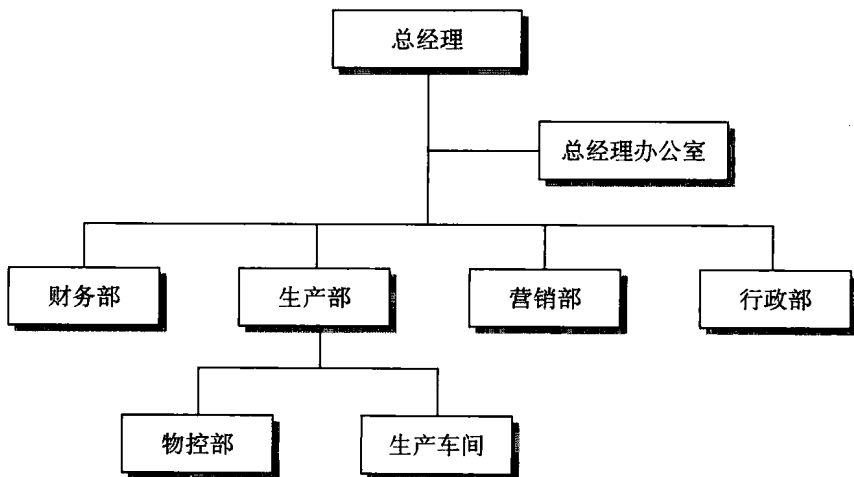 总经理
总经理办公室
财务部
生产部
营销部
行政部
物控部
生产车间